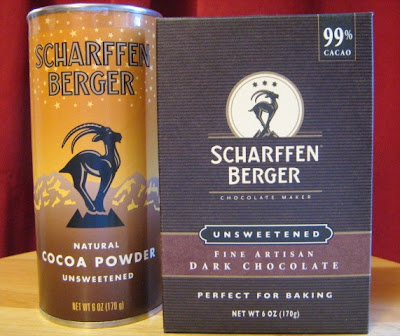 SCHARFFEN
BERGER
NATURAL
COCOA POWDER
UNSWEETENED
NET WT 6 OZ (170 g)
99%
CACAO
SCHARFFEN
BERGER
CHOCOLATE MAKER
UNSWEETENED
FINE ARTISAN
DARK CHOCOLATE
PERFECT FOR BAKING
NET WT 6 OZ (170g)